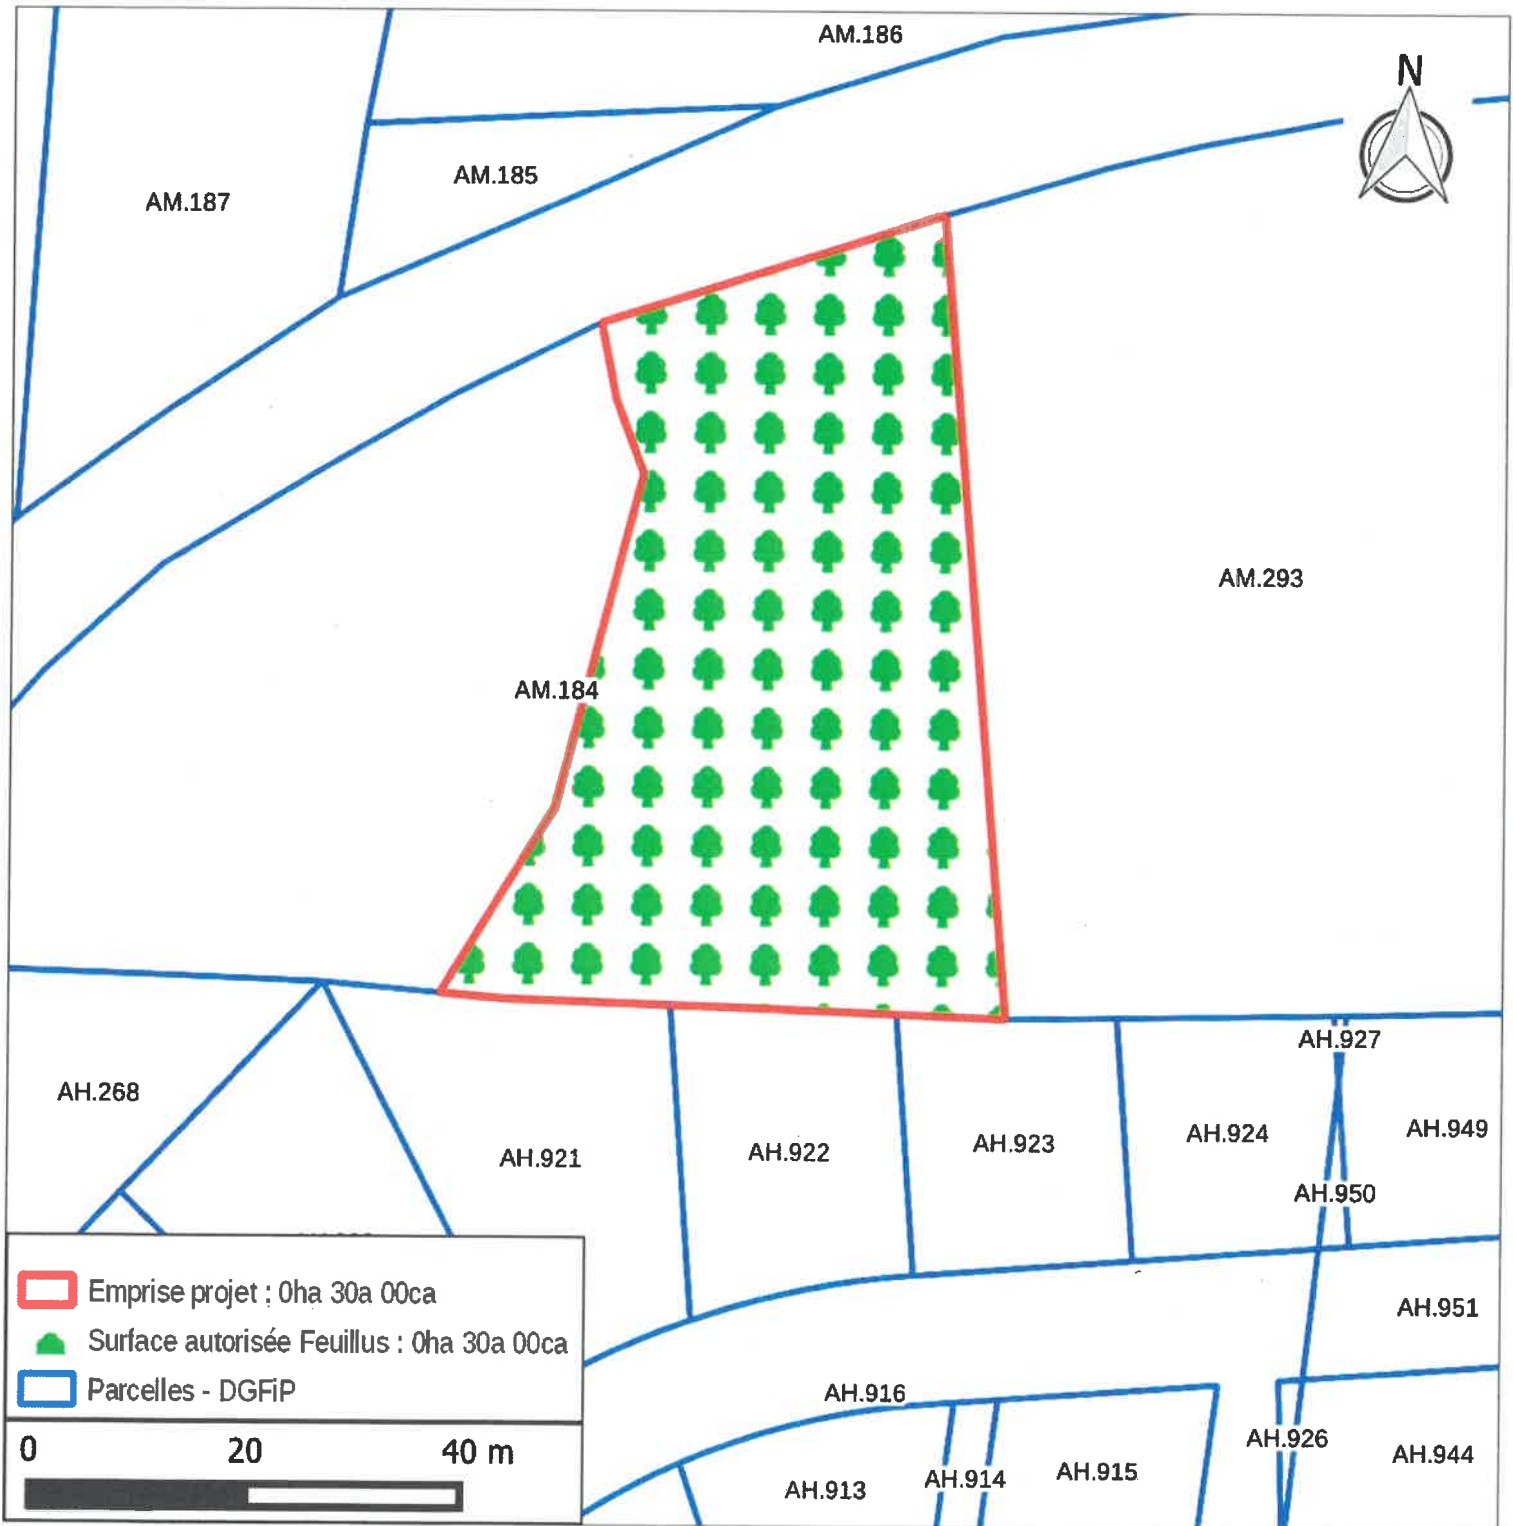 AM.186
N
AM.185
AM.187
AM.293
AM.184
AH.927
AH.268
AH.924
AH.949
AH.923
AH.922
AH.921
AH.950
Emprise projet : 0ha 30a 00ca
Surface autorisée Feuillus : 0ha 30a 00ca
Parcelles - DGFiP
AH.951
AH.916
AH.926
AH.944
0 20 40 m
AH.915
AH.914
AH.913